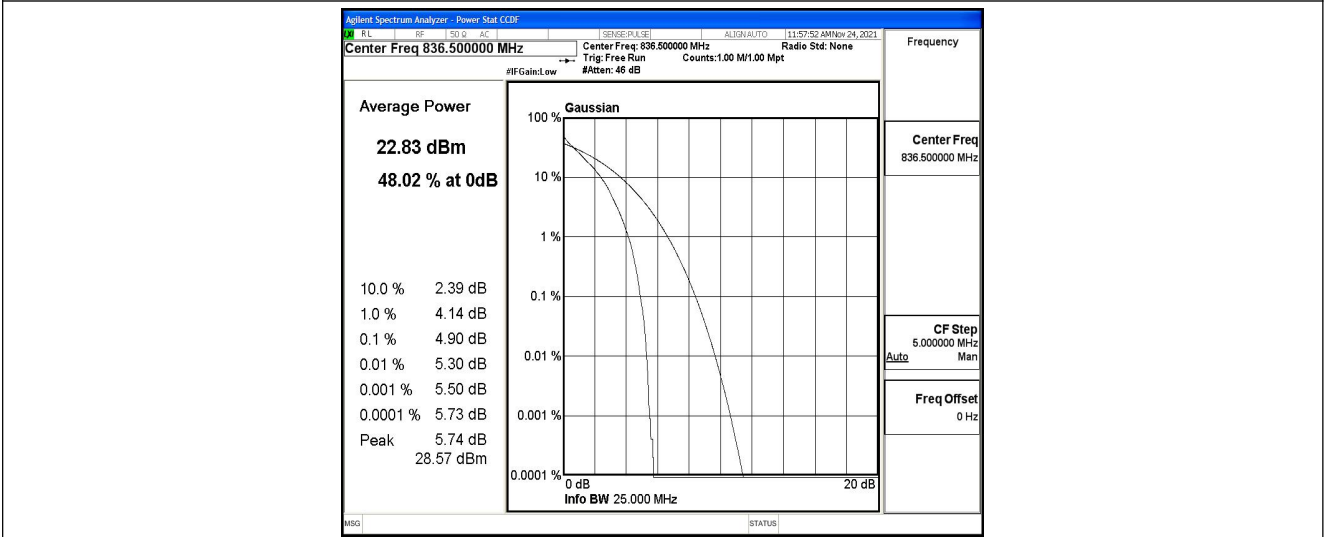 Agilent Spectrum Analyzer - Power Stat CCDF
LXI RL RF 50 Ω AC SENSE:PULSE ALIGNAUTO 11:57:52 AMNov 24, 2021
Center Freq 836.500000 MHz
Center Freq: 836.500000 MHz Radio Std: None
Trig: Free Run Counts:1.00 M/1.00 Mpt
#IFGain:Low #Atten: 46 dB
Frequency
Average Power
22.83 dBm
48.02 % at 0dB
10.0 % 2.39 dB
1.0 % 4.14 dB
0.1 % 4.90 dB
0.01 % 5.30 dB
0.001 % 5.50 dB
0.0001 % 5.73 dB
Peak 5.74 dB
28.57 dBm
Gaussian
100 %
10 %
1 %
0.1 %
0.01 %
0.001 %
0.0001 %
0 dB 20 dB
Info BW 25.000 MHz
Center Freq
836.500000 MHz
CF Step
5.000000 MHz
Auto Man
Freq Offset
0 Hz
MSG STATUS